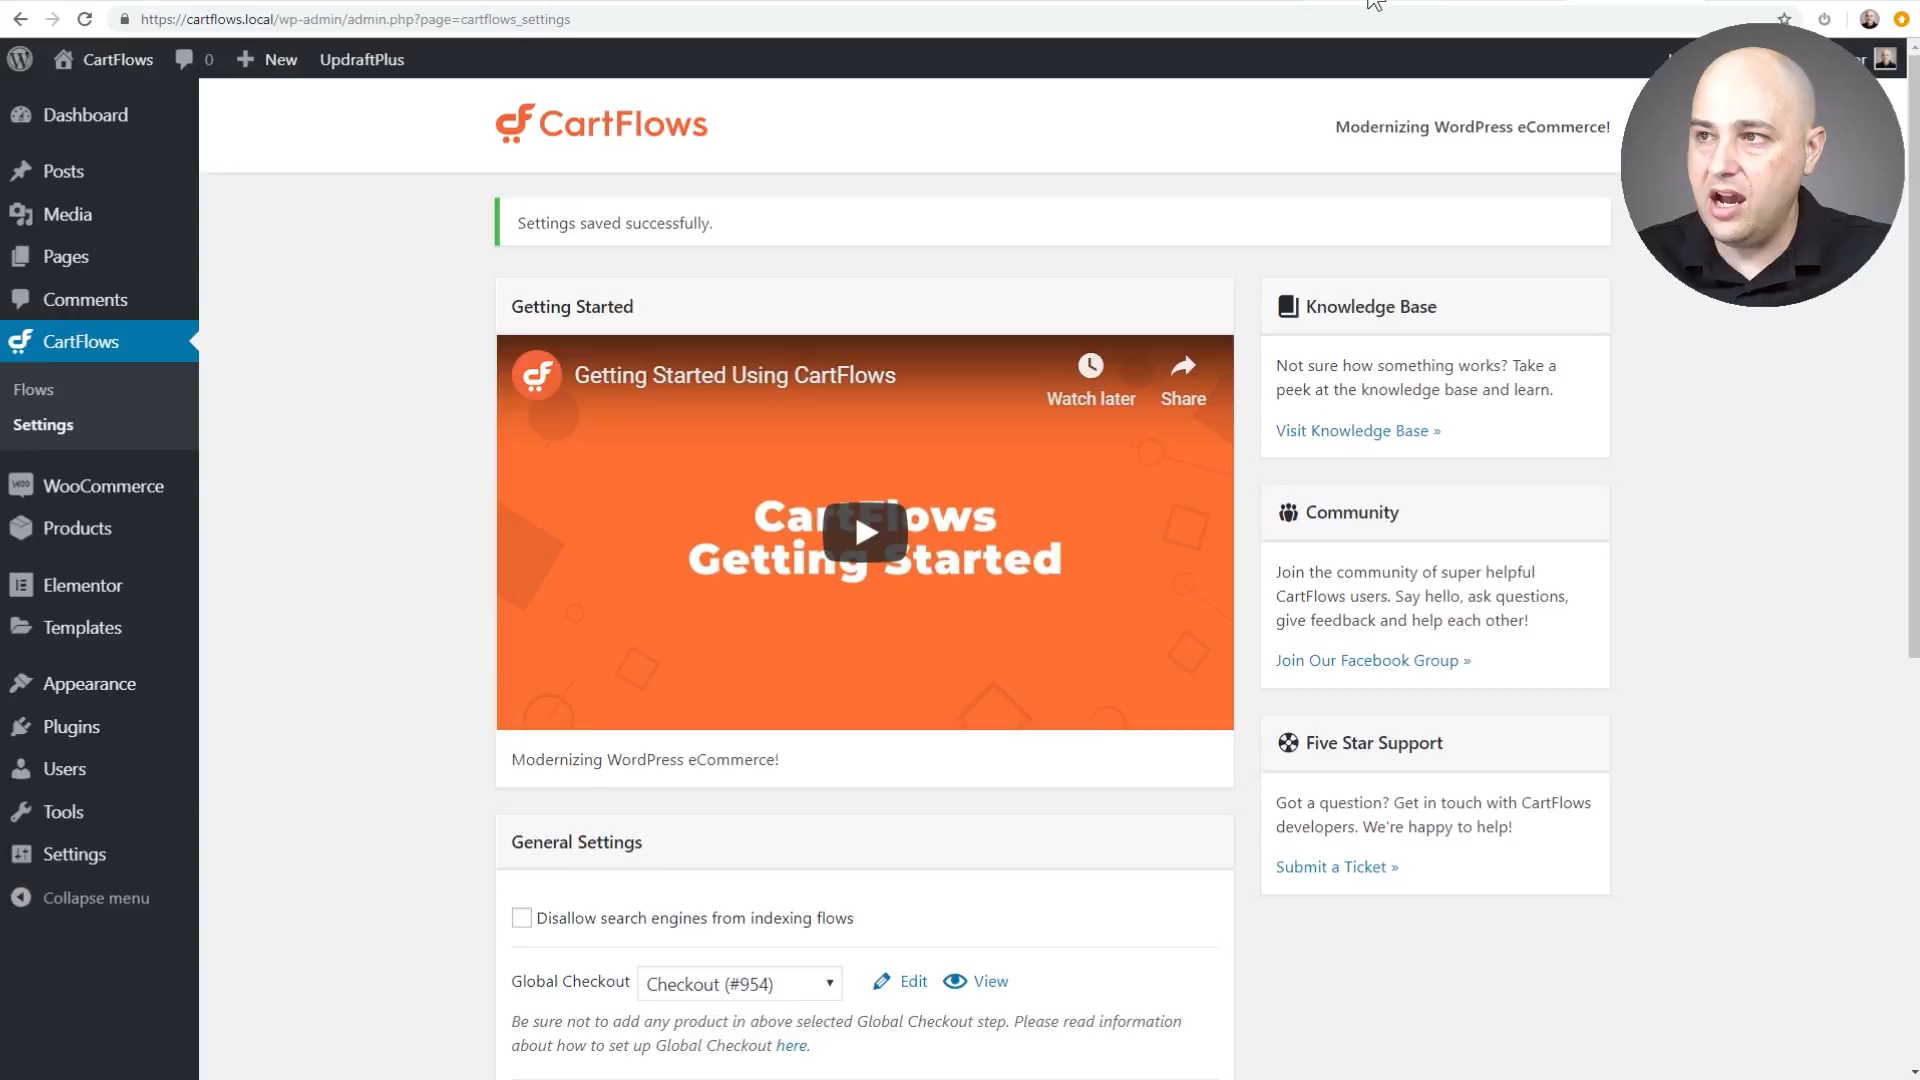 https://cartflows.local/wp-admin/admin.php?page=cartflows_settings
CartFlows
0
New
UpdraftPlus
r
Dashboard
Posts
Media
Pages
Comments
CartFlows
Flows
Settings
WooCommerce
Products
Elementor
Templates
Appearance
Plugins
Users
Tools
Settings
Collapse menu
CartFlows
Modernizing WordPress eCommerce!
Settings saved successfully.
Getting Started
Getting Started Using CartFlows
Watch later
Share
CartFlows
Getting Started
Modernizing WordPress eCommerce!
General Settings
Disallow search engines from indexing flows
Global Checkout
Checkout (#954)
Edit
View
Be sure not to add any product in above selected Global Checkout step. Please read information
about how to set up Global Checkout here.
Knowledge Base
Not sure how something works? Take a
peek at the knowledge base and learn.
Visit Knowledge Base »
Community
Join the community of super helpful
CartFlows users. Say hello, ask questions,
give feedback and help each other!
Join Our Facebook Group »
Five Star Support
Got a question? Get in touch with CartFlows
developers. We're happy to help!
Submit a Ticket »